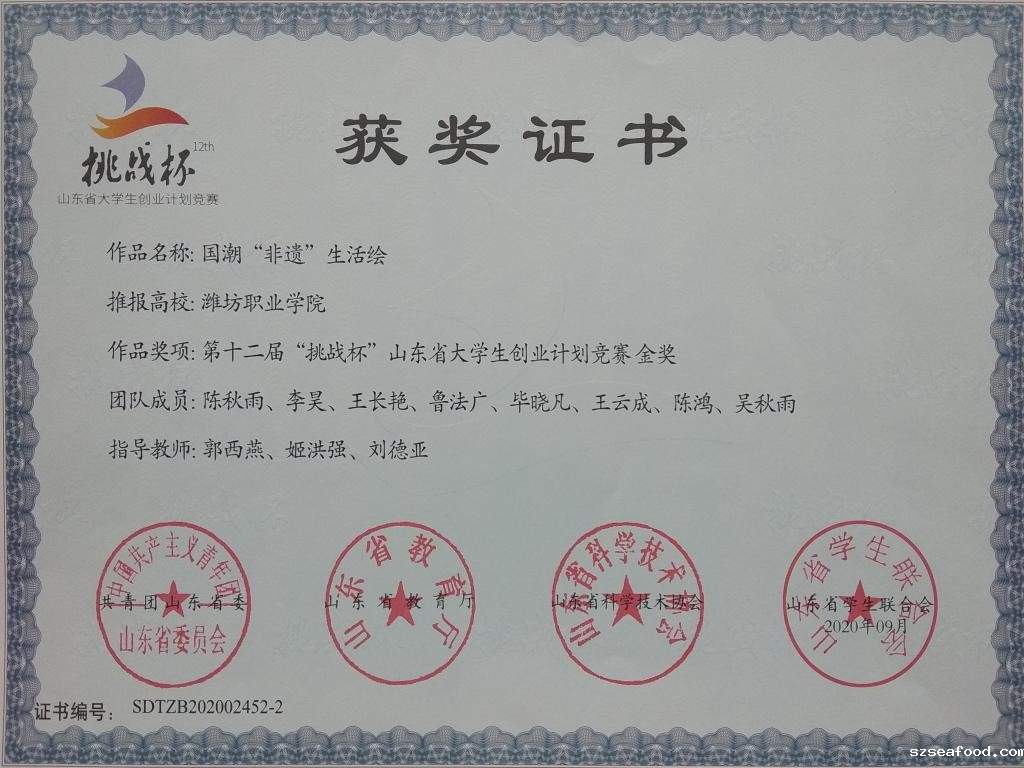 12th
挑战杯
山东省大学生创业计划竞赛
获奖证书
作品名称: 国潮“非遗”生活绘
推报高校: 潍坊职业学院
作品奖项: 第十二届“挑战杯”山东省大学生创业计划竞赛 金奖
团队成员: 陈秋雨、李昊、王长艳、鲁法广、毕晓凡、王云成、陈鸿、吴秋雨
指导教师: 郭西燕、姬洪强、刘德亚
中国共产主义青年团
山东省委员会
共青团山东省委
山东省教育厅
山东省教育厅
山东省科学技术协会
山东省科学技术协会
山东省学生联合会
山东省学生联合会
2020年09月
证书编号: SDTZB202002452-2
szseafood.com